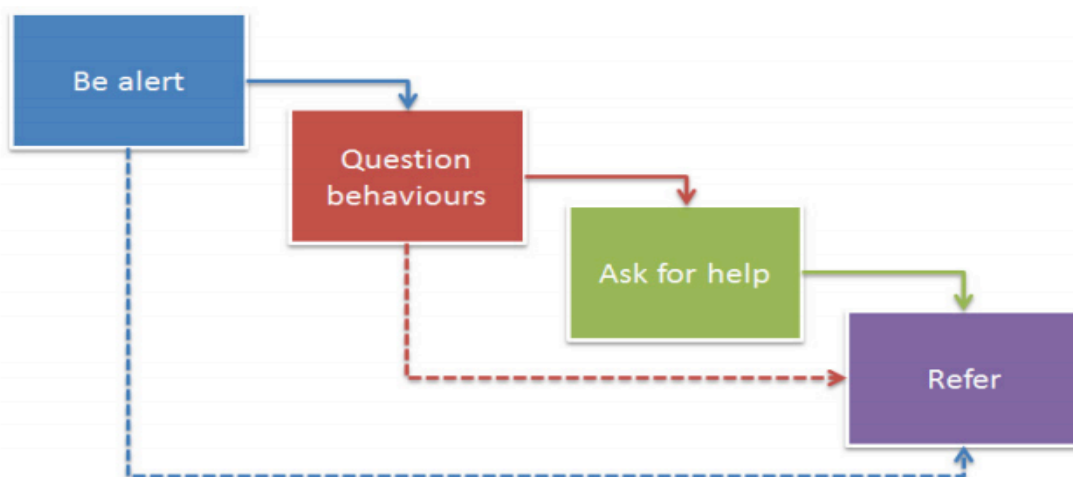 Be alert
Question
behaviours
Ask for help
Refer